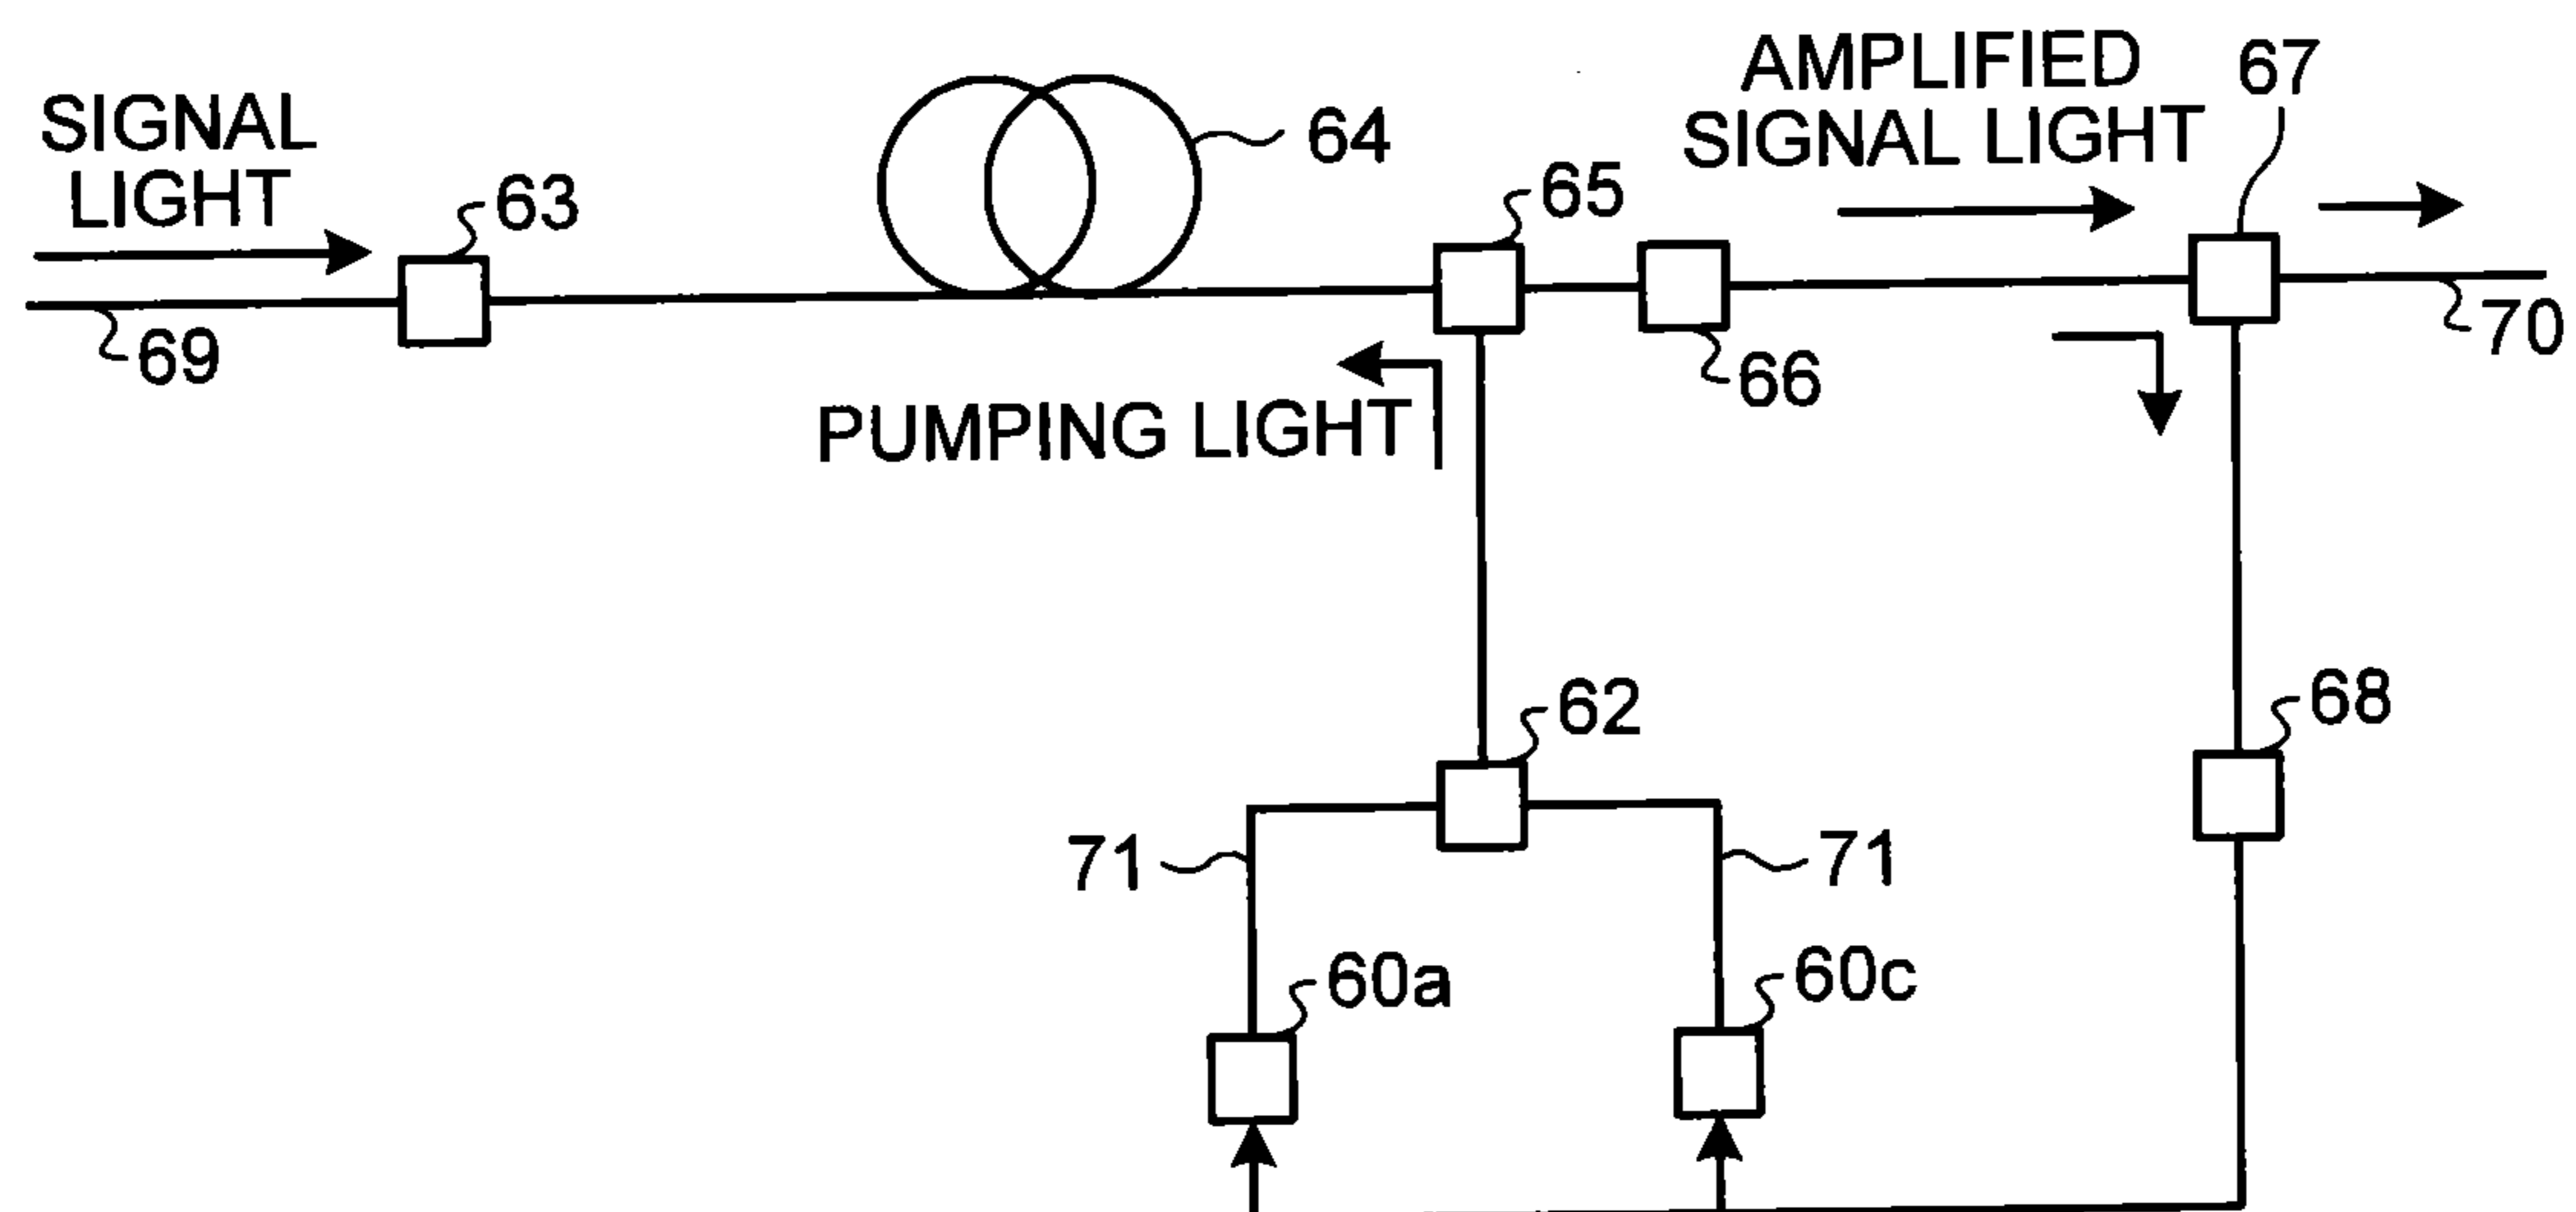 SIGNAL
LIGHT
63
69
64
65
AMPLIFIED
SIGNAL LIGHT
67
66
70
PUMPING LIGHT
62
68
71
71
60a
60c